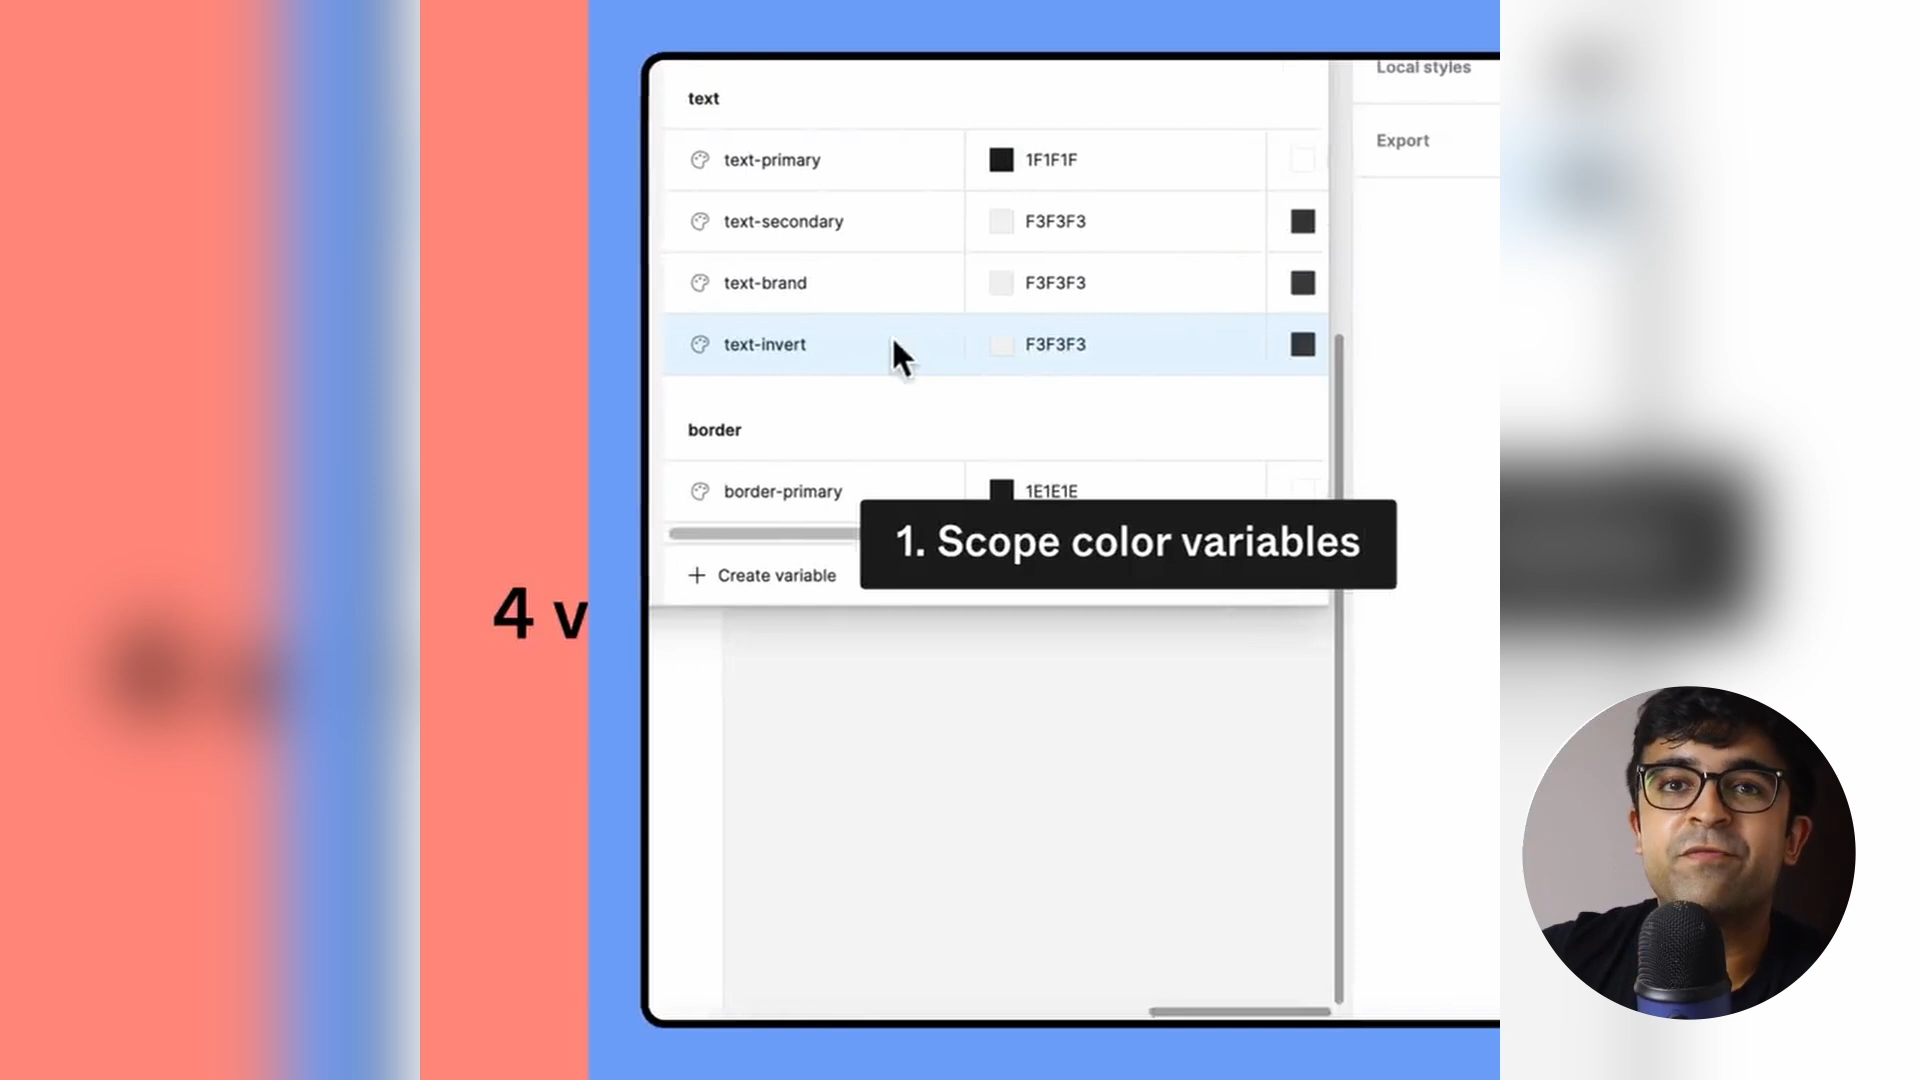 Local styles
text
Export
text-primary 1F1F1F
text-secondary F3F3F3
text-brand F3F3F3
text-invert F3F3F3
border
border-primary 1E1E1E
1. Scope color variables
+ Create variable
4 v